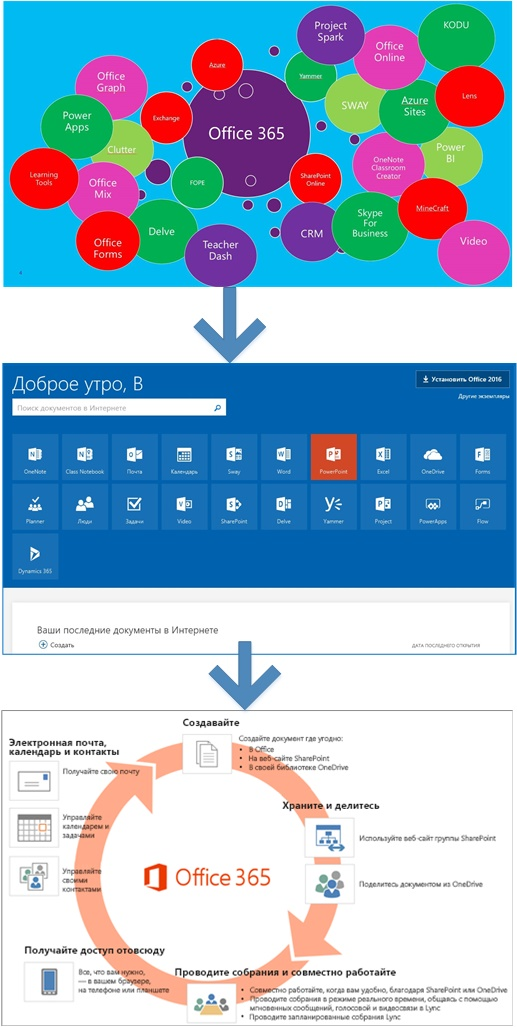 Project
Spark
KODU
Office
Online
Azure
Yammer
Office
Graph
Lens
SWAY
Azure
Sites
Power
Apps
Exchange
Office 365
Clutter
Power
BI
OneNote
Classroom
Creator
Learning
Tools
Office
Mix
FOPE
SharePoint
Online
MineCraft
Skype
For
Business
Delve
CRM
Office
Forms
Teacher
Dash
Video
Доброе утро, В
Установить Office 2016
Другие экземпляры
Поиск документов в Интернете
OneNote Class Notebook Почта Календарь Sway Word PowerPoint Excel OneDrive Forms
Planner Люди Задачи Video SharePoint Delve Yammer Project PowerApps Flow
Dynamics 365
Ваши последние документы в Интернете
Создать
ДАТА ПОСЛЕДНЕГО ОТКРЫТИЯ
Создавайте
Создайте документ где угодно:
• В Office
• На веб-сайте SharePoint
• В своей библиотеке OneDrive
Электронная почта,
календарь и контакты
Получайте свою почту
Управляйте
календарем и
задачами
Управляйте
своими
контактами
Храните и делитесь
Используйте веб-сайт группы SharePoint
Поделитесь документом из OneDrive
Office 365
Получайте доступ отовсюду
Все, что вам нужно,
— в вашем браузере,
на телефоне или планшете
Проводите собрания и совместно работайте
• Совместно работайте, когда вам удобно, благодаря SharePoint или OneDrive
• Проводите собрания в режиме реального времени, общаясь с помощью
мгновенных сообщений, голосовой и видеосвязи в Lync
• Проводите запланированные собрания Lync